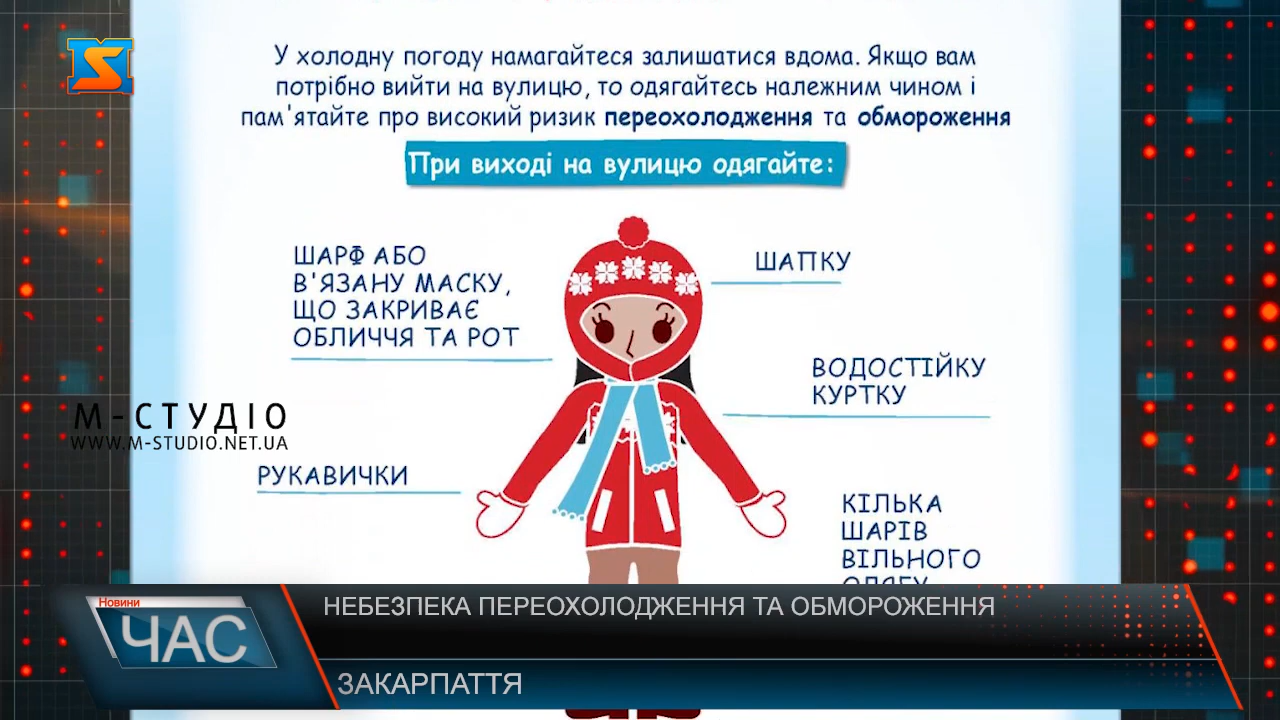 У холодну погоду намагайтеся залишатися вдома. Якщо вам
потрібно вийти на вулицю, то одягайтесь належним чином і
пам'ятайте про високий ризик переохолодження та обмороження
При виході на вулицю одягайте:
ШАРФ АБО
В'ЯЗАНУ МАСКУ,
ЩО ЗАКРИВАЄ
ОБЛИЧЧЯ ТА РОТ
ШАПКУ
ВОДОСТІЙКУ
КУРТКУ
М-СТУДІО
WWW.M-STUDIO.NET.UA
РУКАВИЧКИ
КІЛЬКА
ШАРІВ
ВІЛЬНОГО
ОДЯГУ
Новини
ЧАС
НЕБЕЗПЕКА ПЕРЕОХОЛОДЖЕННЯ ТА ОБМОРОЖЕННЯ
ЗАКАРПАТТЯ